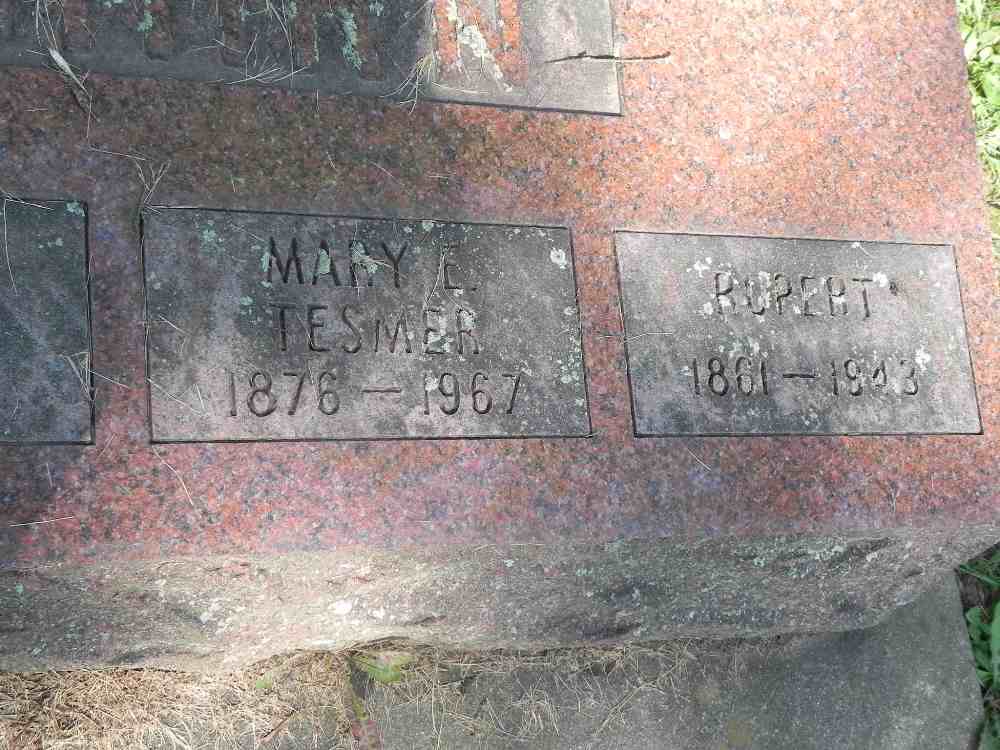 MARY E.
TESMER
1876 — 1967
RUPERT
1861 — 1943